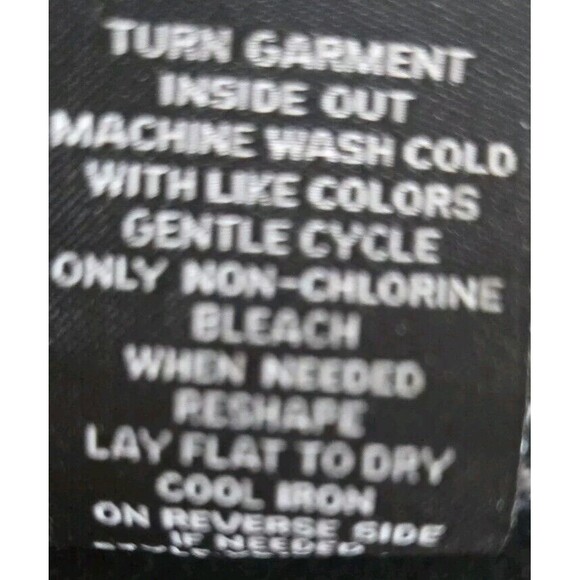 TURN GARMENT
INSIDE OUT
MACHINE WASH COLD
WITH LIKE COLORS
GENTLE CYCLE
ONLY NON-CHLORINE
BLEACH
WHEN NEEDED
RESHAPE
LAY FLAT TO DRY
COOL IRON
ON REVERSE SIDE
IF NEEDED